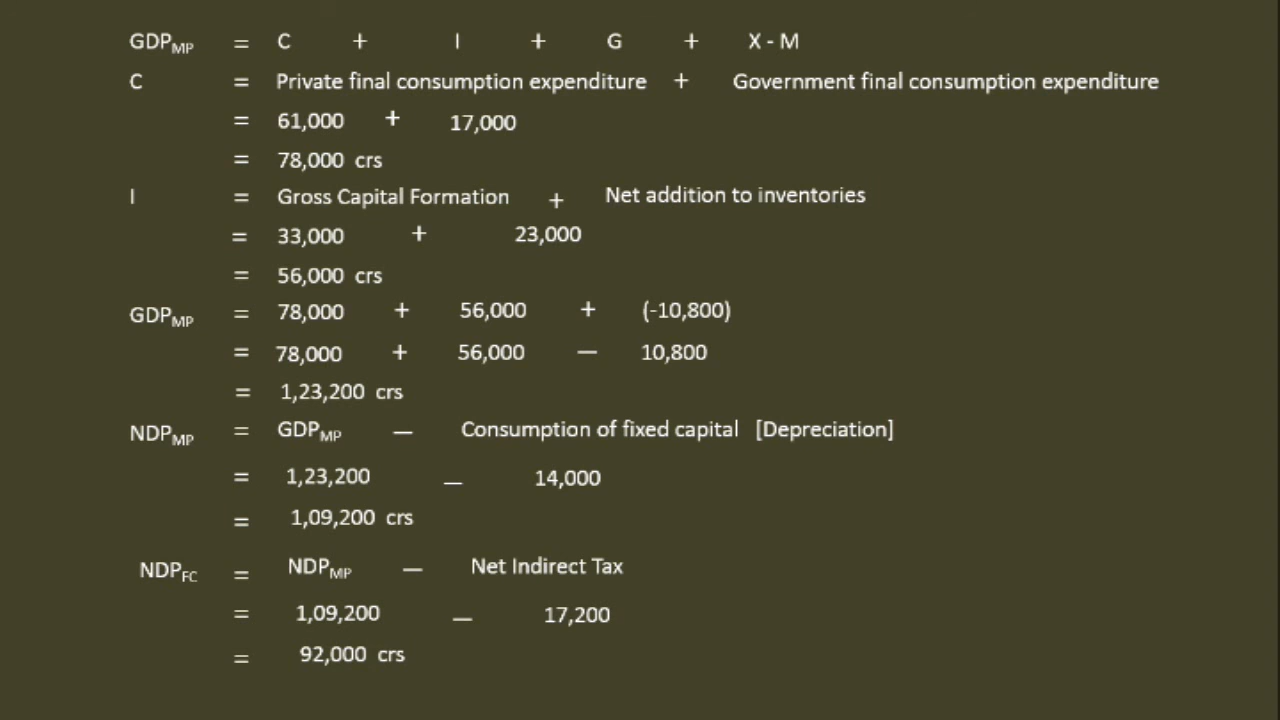 GDPMP = C + I + G + X - M
C = Private final consumption expenditure + Government final consumption expenditure
= 61,000 + 17,000
= 78,000 crs
I = Gross Capital Formation + Net addition to inventories
= 33,000 + 23,000
= 56,000 crs
GDPMP = 78,000 + 56,000 + (-10,800)
= 78,000 + 56,000 — 10,800
= 1,23,200 crs
NDPMP = GDPMP — Consumption of fixed capital [Depreciation]
= 1,23,200 — 14,000
= 1,09,200 crs
NDPFC = NDPMP — Net Indirect Tax
= 1,09,200 — 17,200
= 92,000 crs